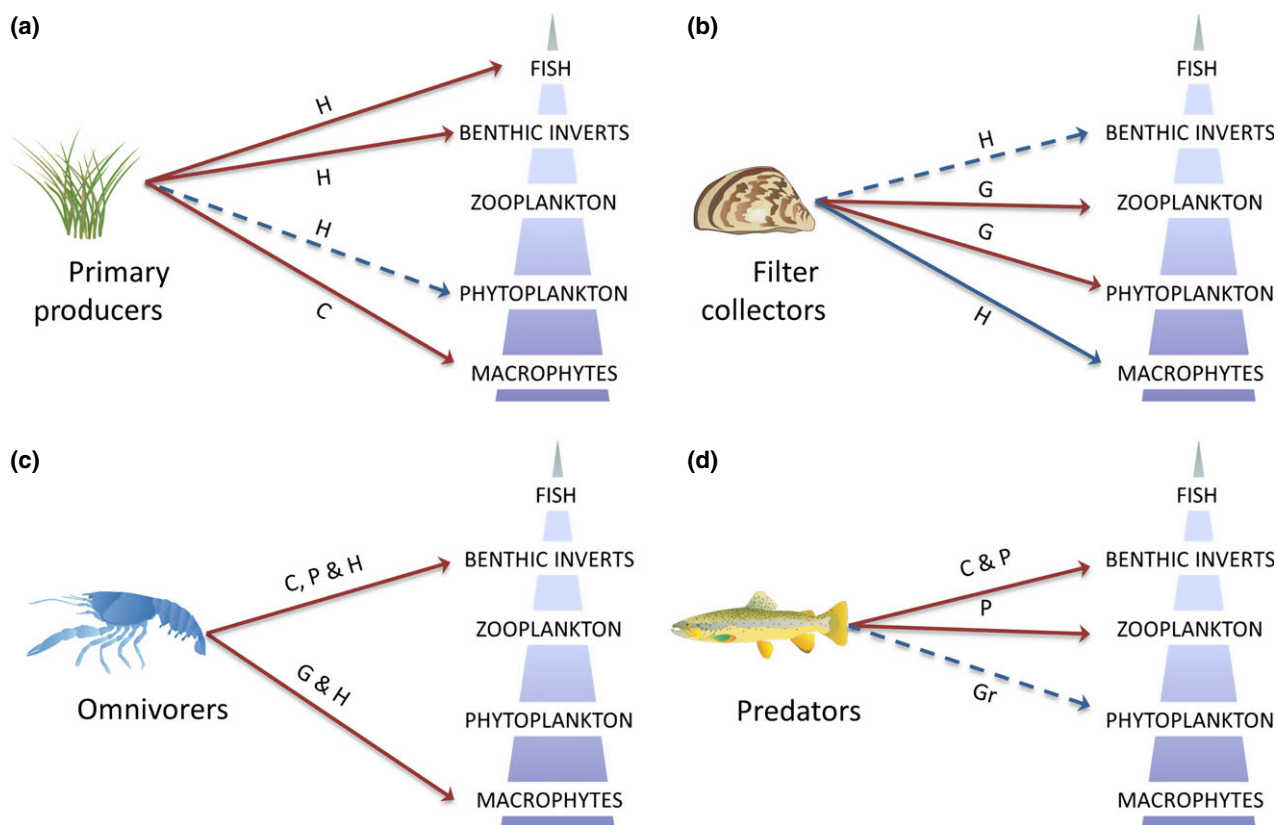 (a)
FISH
BENTHIC INVERTS
ZOOPLANKTON
PHYTOPLANKTON
MACROPHYTES
H
H
H
C
Primary
producers
(b)
FISH
BENTHIC INVERTS
ZOOPLANKTON
PHYTOPLANKTON
MACROPHYTES
H
G
G
H
Filter
collectors
(c)
FISH
BENTHIC INVERTS
ZOOPLANKTON
PHYTOPLANKTON
MACROPHYTES
C, P & H
G & H
Omnivorers
(d)
FISH
BENTHIC INVERTS
ZOOPLANKTON
PHYTOPLANKTON
MACROPHYTES
C & P
P
Gr
Predators